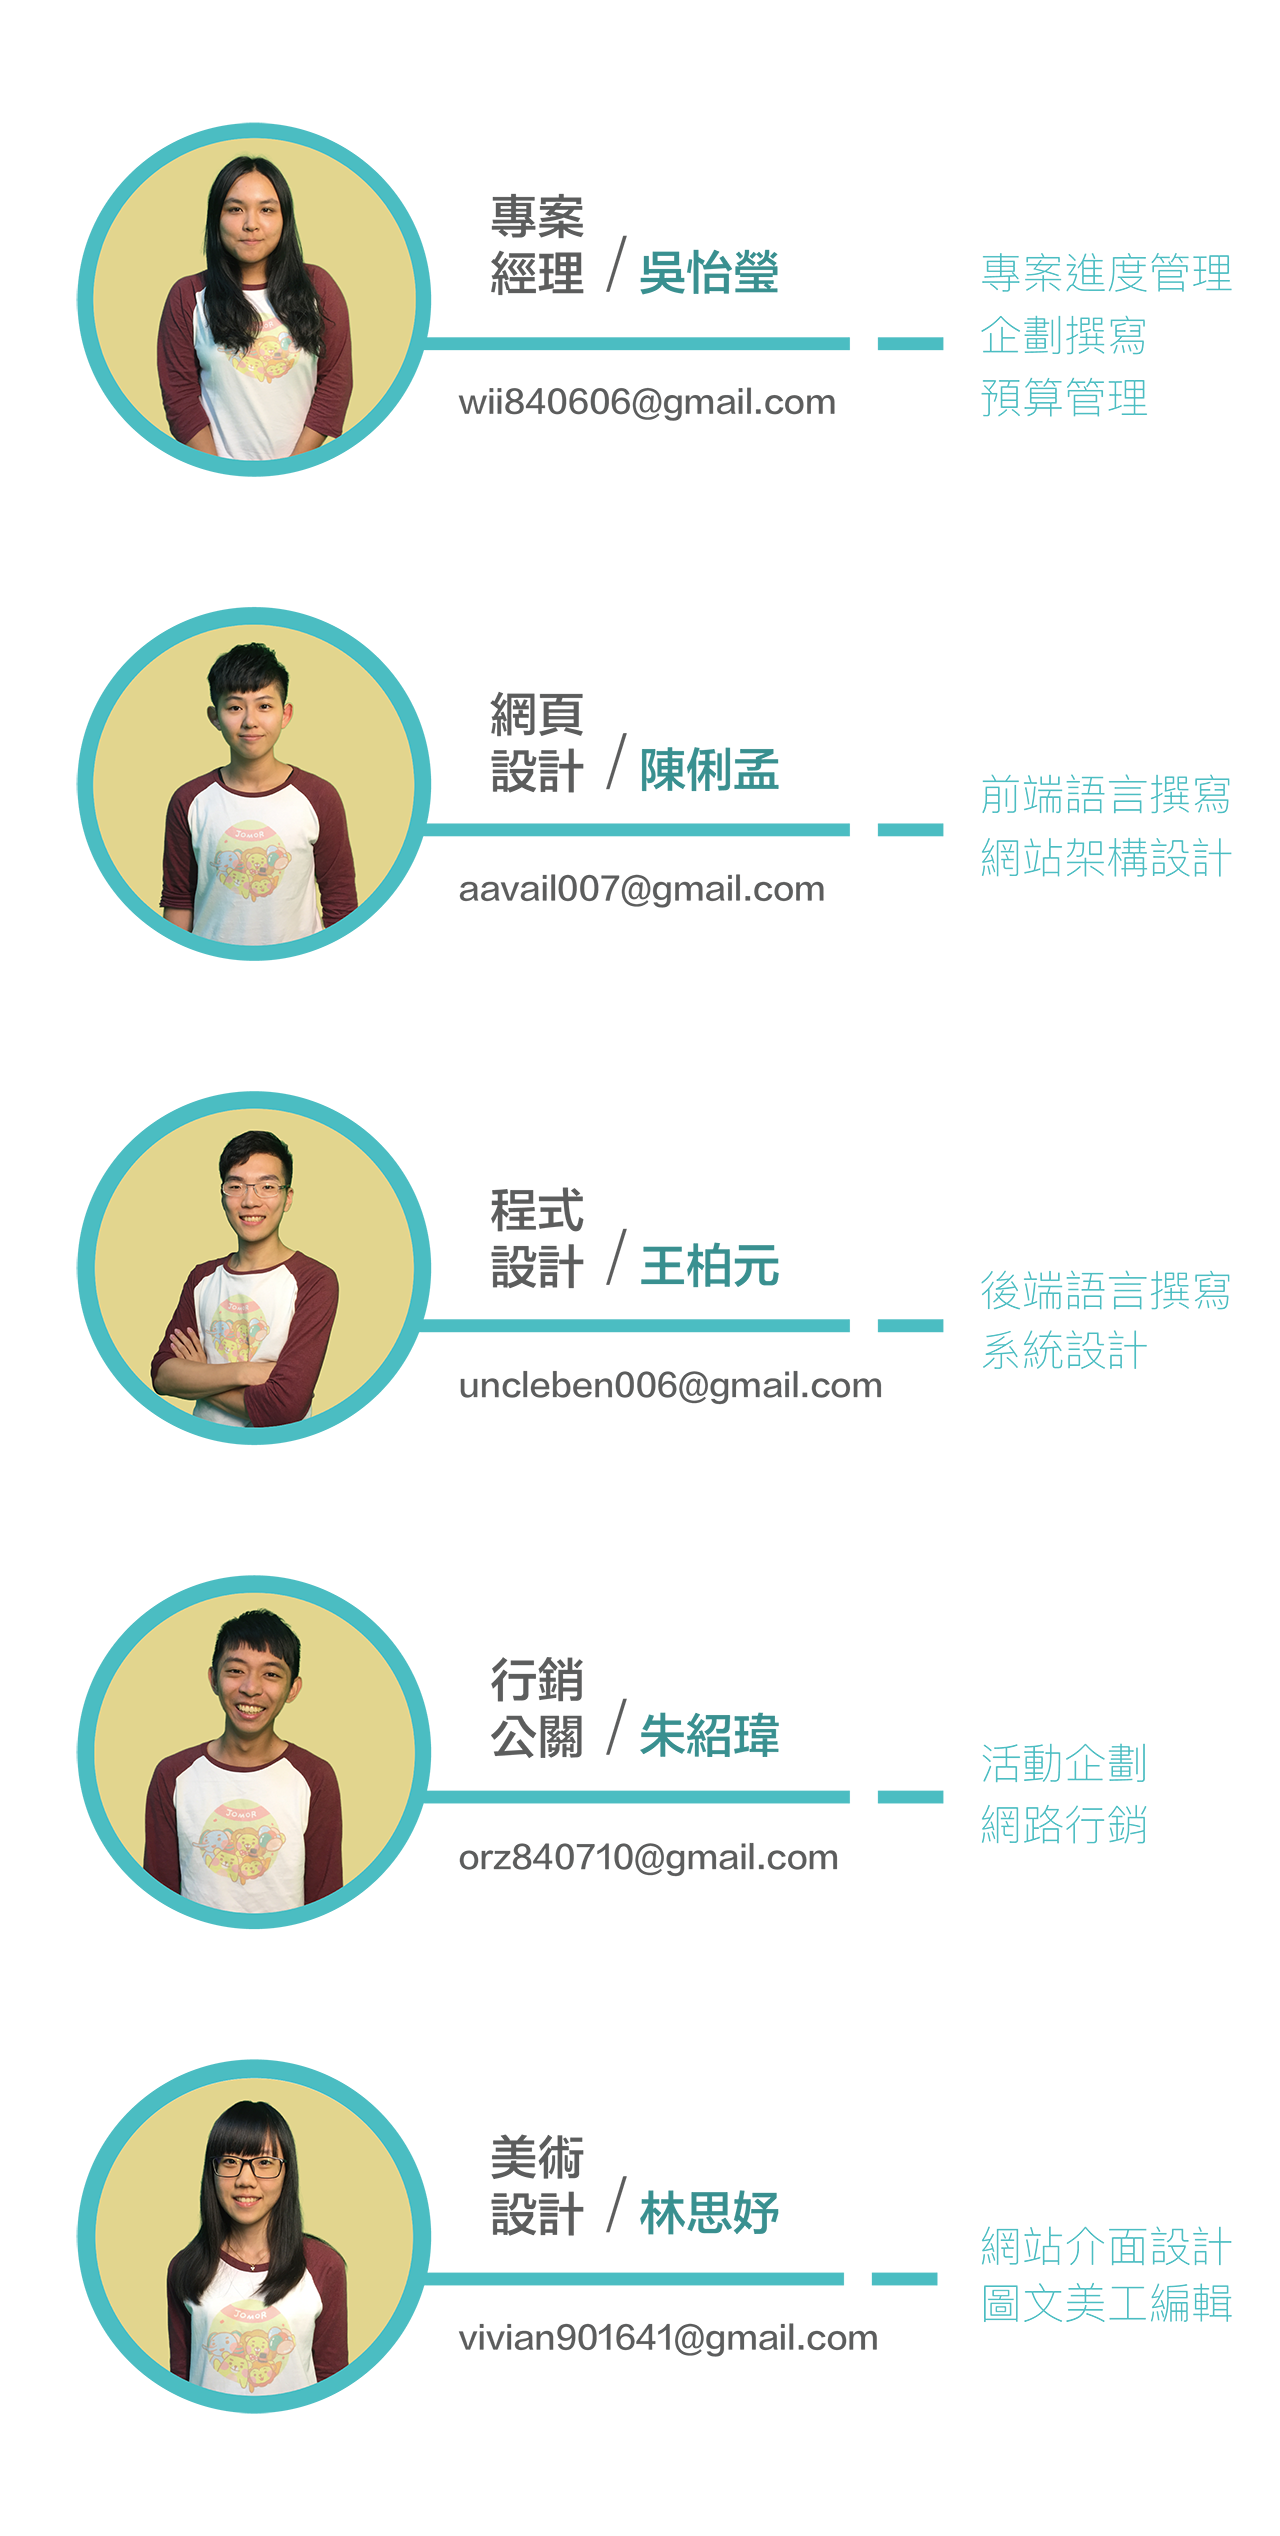 專案
經理 / 吳怡瑩
wii840606@gmail.com
專案進度管理
企劃撰寫
預算管理
JOMOR
網頁
設計 / 陳俐孟
aavail007@gmail.com
前端語言撰寫
網站架構設計
JOMOR
程式
設計 / 王柏元
uncleben006@gmail.com
後端語言撰寫
系統設計
JOMOR
行銷
公關 / 朱紹瑋
orz840710@gmail.com
活動企劃
網路行銷
JOMOR
美術
設計 / 林思妤
vivian901641@gmail.com
網站介面設計
圖文美工編輯
JOMOR